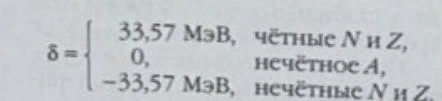 33,57 МэВ, чётные N и Z,
δ = { 0, нечётное A,
−33,57 МэВ, нечётные N и Z.